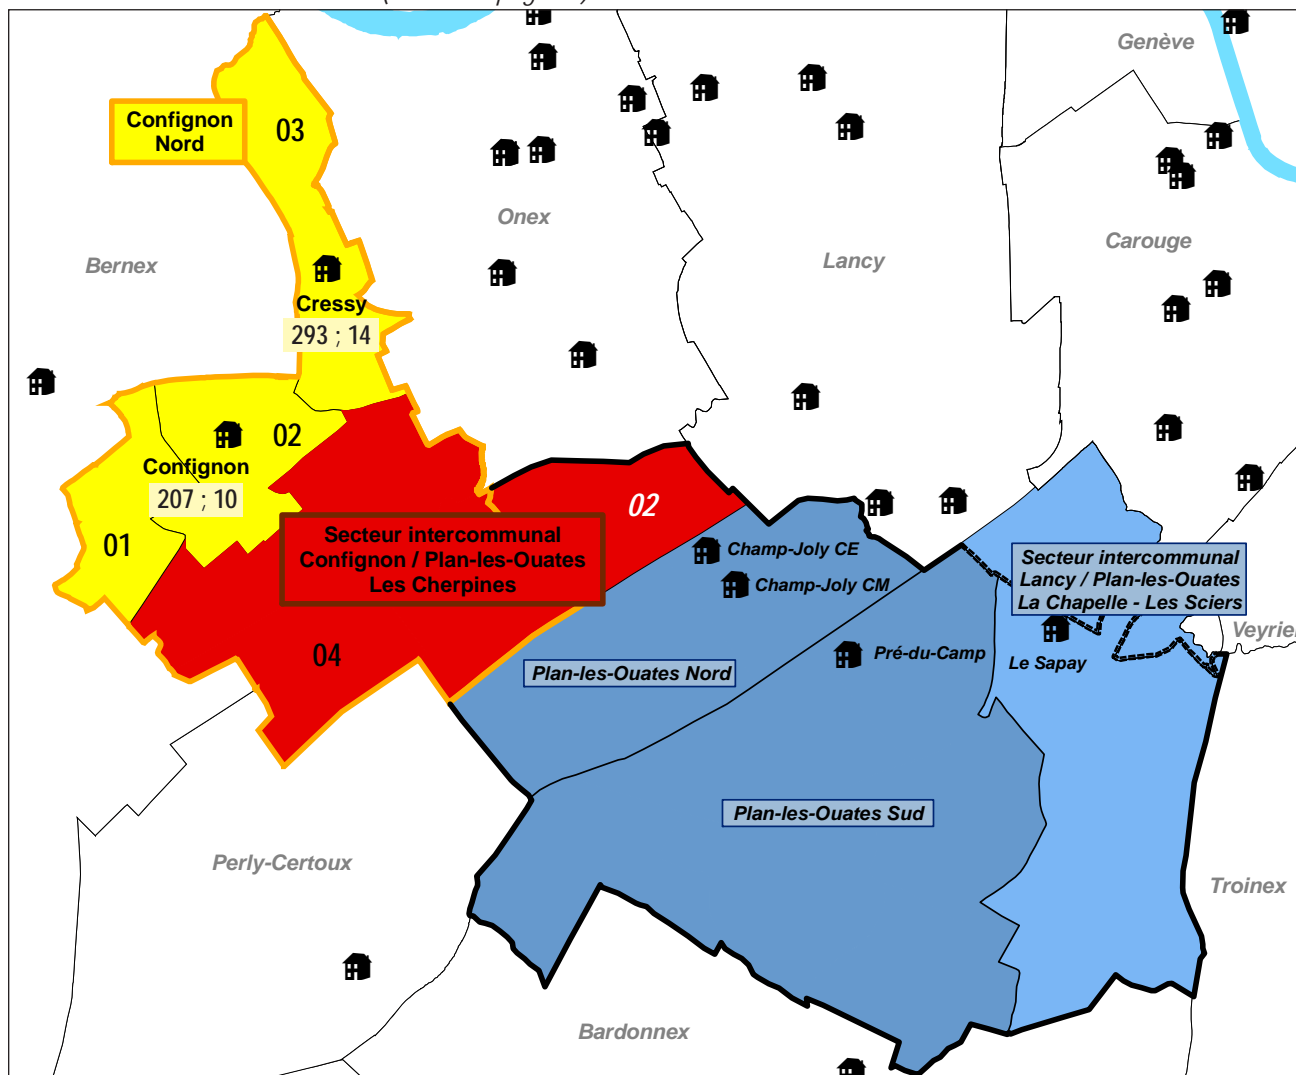 Genève
Confignon
Nord
03
Onex
Carouge
Bernex
Lancy
Cressy
293 ; 14
02
Confignon
207 ; 10
02
01
Secteur intercommunal
Confignon / Plan-les-Ouates
Les Cherpines
Champ-Joly CE
Champ-Joly CM
Secteur intercommunal
Lancy / Plan-les-Ouates
La Chapelle - Les Sciers
Veyrier
04
Pré-du-Camp
Le Sapay
Plan-les-Ouates Nord
Plan-les-Ouates Sud
Perly-Certoux
Troinex
Bardonnex